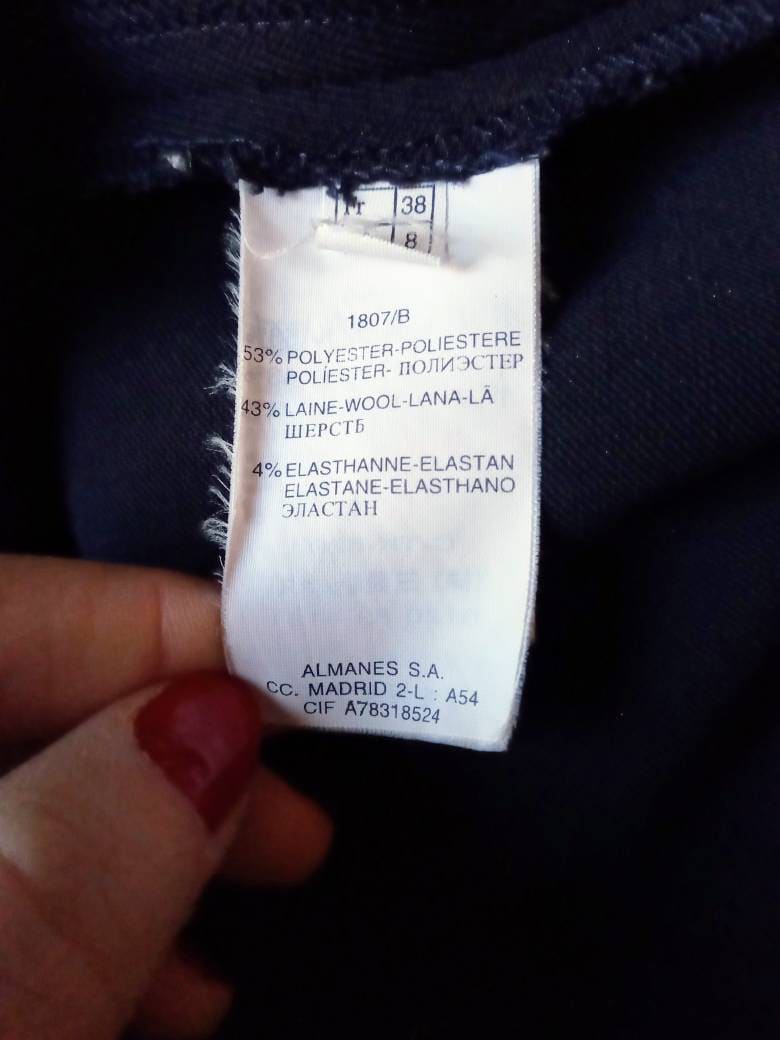 Fr 38
8
1807/B
53% POLYESTER-POLIESTERE
POLÍESTER- ПОЛИЭСТЕР
43% LAINE-WOOL-LANA-LÃ
ШЕРСТЬ
4% ELASTHANNE-ELASTAN
ELASTANE-ELASTHANO
ЭЛАСТАН
ALMANES S.A.
CC. MADRID 2-L : A54
CIF A78318524